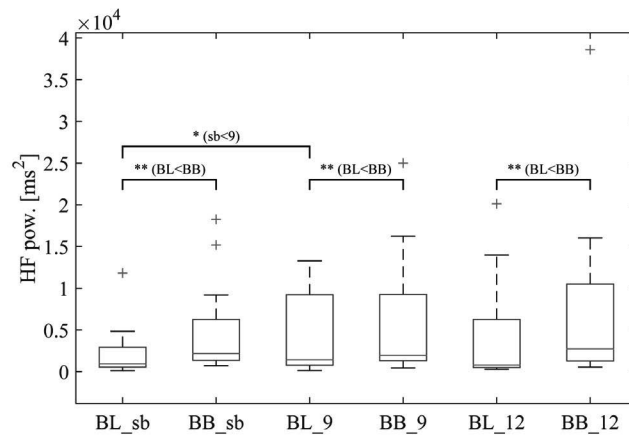 ×10⁴
4
3.5
3
2.5
2
1.5
1
0.5
0
HF pow. [ms²]
* (sb<9)
** (BL<BB)
** (BL<BB)
** (BL<BB)
BL_sb
BB_sb
BL_9
BB_9
BL_12
BB_12